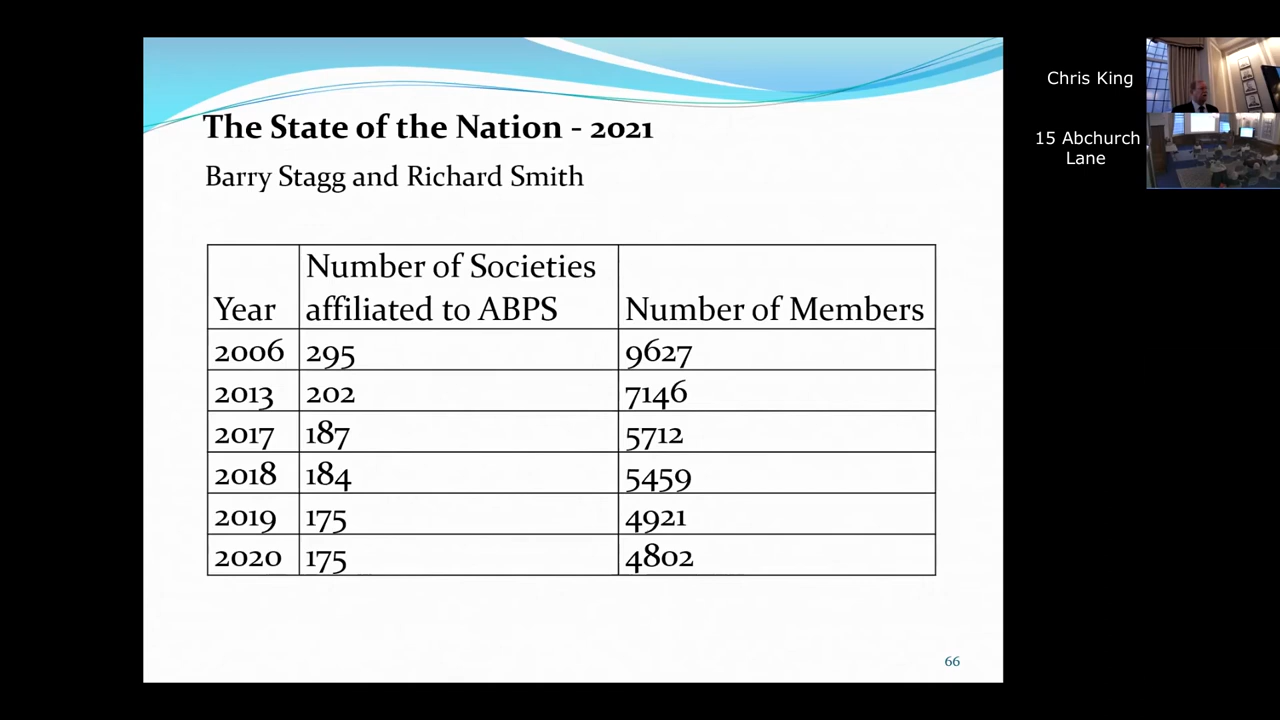 The State of the Nation - 2021
Barry Stagg and Richard Smith
Year Number of Societies affiliated to ABPS Number of Members
2006 295 9627
2013 202 7146
2017 187 5712
2018 184 5459
2019 175 4921
2020 175 4802
66
Chris King
15 Abchurch
Lane